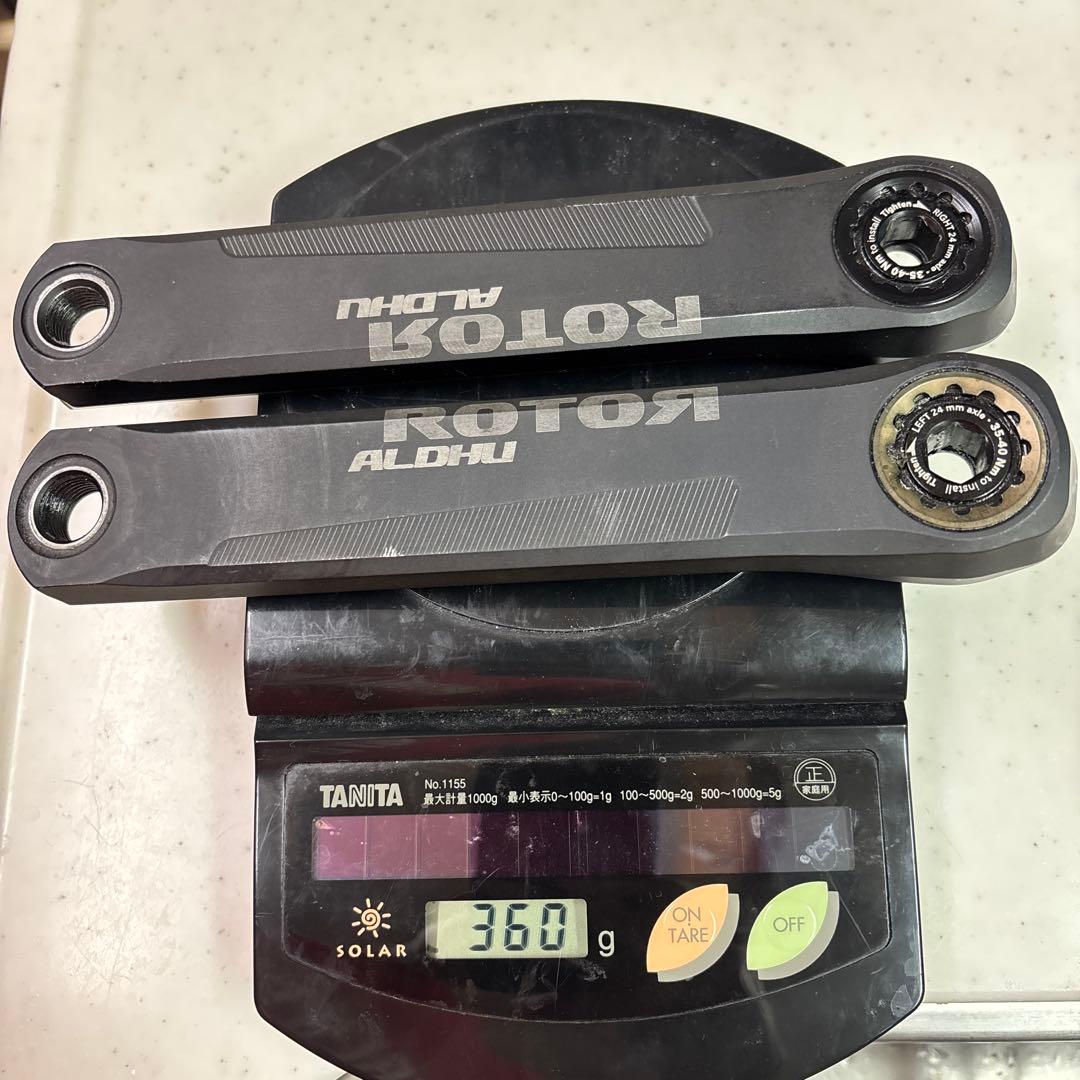 Tighten
RIGHT 24 mm axle • 35-40 Nm to install
ALDHU
ROTOR
ROTOR
ALDHU
LEFT 24 mm axle • 35-40 Nm to install
Tighten
TANITA
No.1155
最大計量1000g 最小表示0～100g=1g 100～500g=2g 500～1000g=5g
正
家庭用
SOLAR
360 g
ON
TARE
OFF